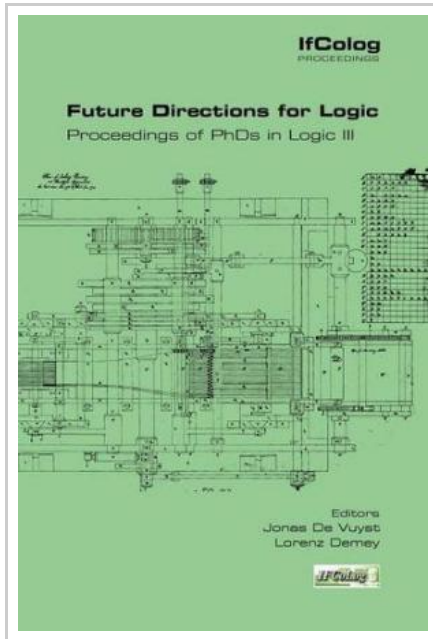 IfColog
PROCEEDINGS
Future Directions for Logic
Proceedings of PhDs in Logic III
Editors
Jonas De Vuyst
Lorenz Demey
IFColog